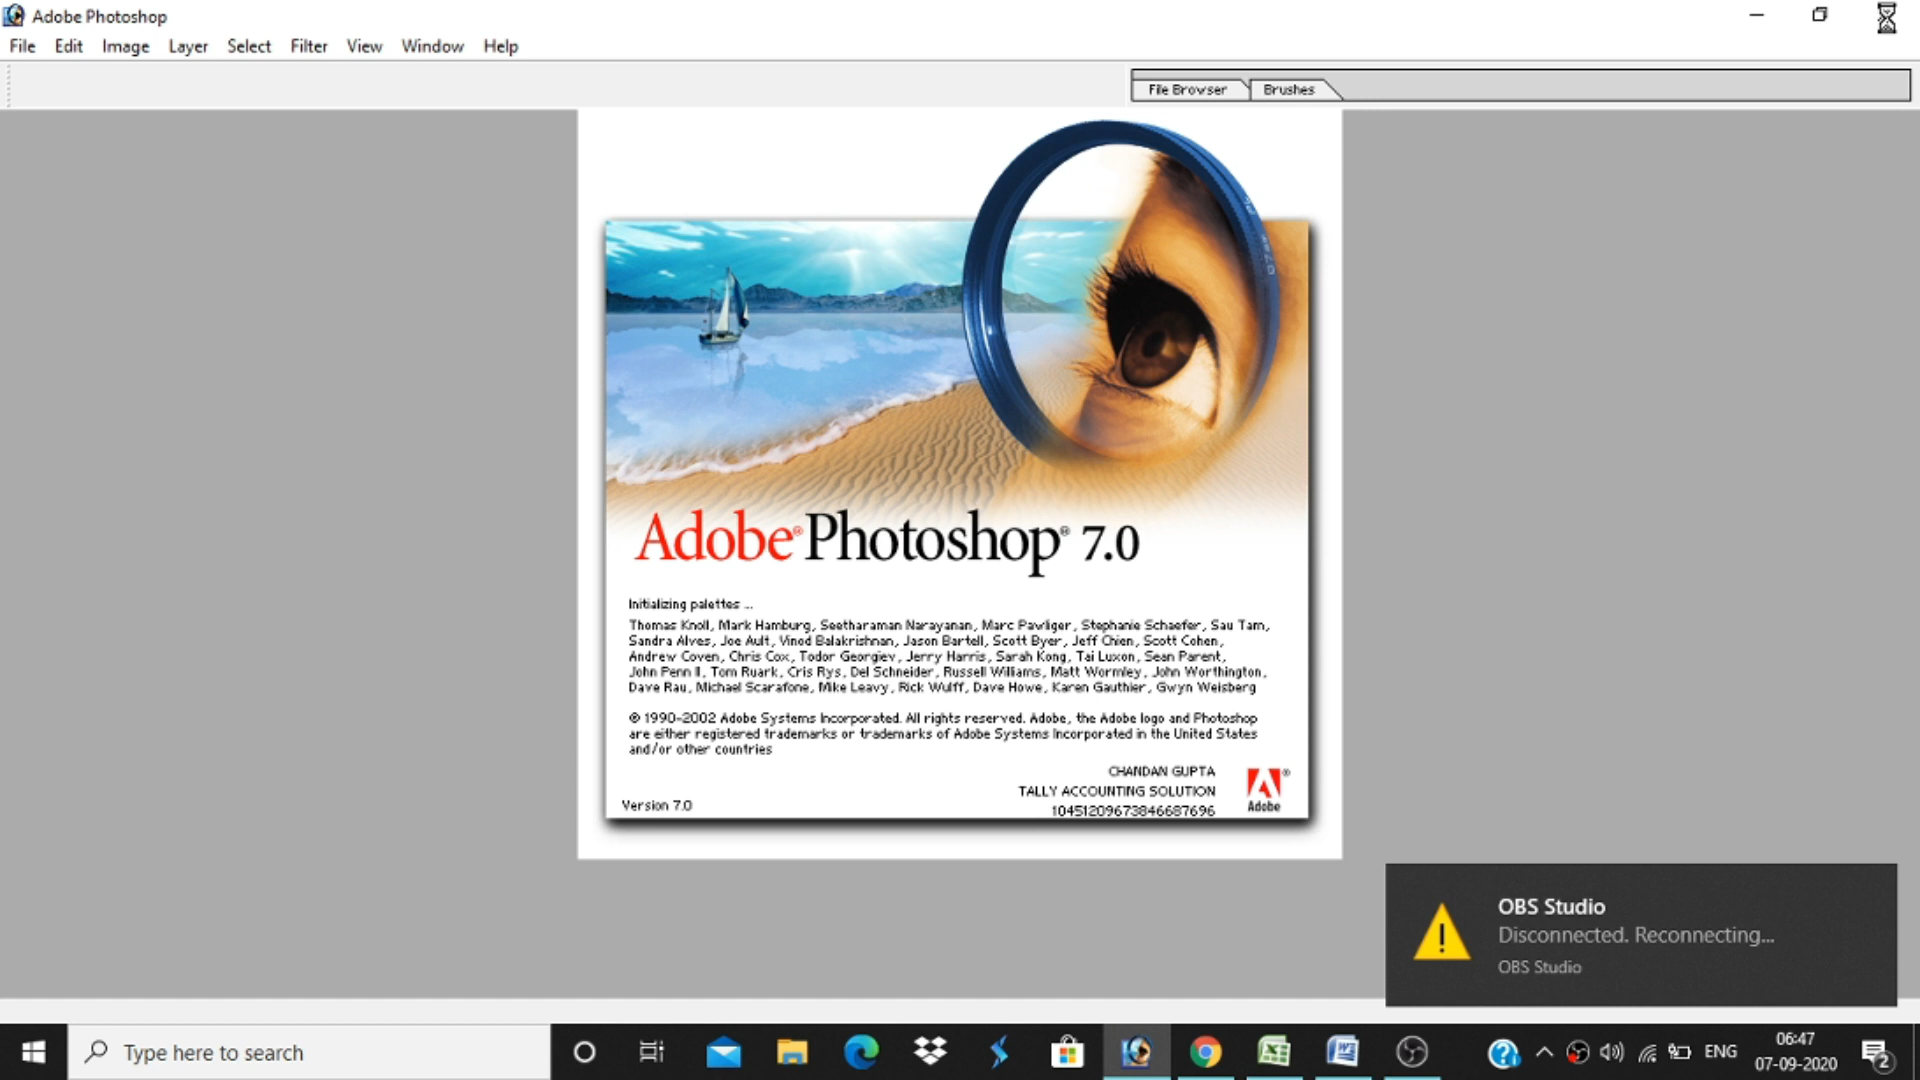 Adobe Photoshop
File Edit Image Layer Select Filter View Window Help
File Browser Brushes
Adobe® Photoshop® 7.0
Initializing palettes ...
Thomas Knoll, Mark Hamburg, Seetharaman Narayanan, Marc Pawliger, Stephanie Schaefer, Sau Tam,
Sandra Alves, Joe Ault, Vinod Balakrishnan, Jason Bartell, Scott Byer, Jeff Chien, Scott Cohen,
Andrew Coven, Chris Cox, Todor Georgiev, Jerry Harris, Sarah Kong, Tai Luxon, Sean Parent,
John Penn II, Tom Ruark, Cris Rys, Del Schneider, Russell Williams, Matt Wormley, John Worthington,
Dave Rau, Michael Scarafone, Mike Leavy, Rick Wulff, Dave Howe, Karen Gauthier, Gwyn Weisberg
© 1990-2002 Adobe Systems Incorporated. All rights reserved. Adobe, the Adobe logo and Photoshop
are either registered trademarks or trademarks of Adobe Systems Incorporated in the United States
and/or other countries
CHANDAN GUPTA
TALLY ACCOUNTING SOLUTION
10451209673846687696
Version 7.0
Adobe
OBS Studio
Disconnected. Reconnecting...
OBS Studio
Type here to search
ENG
06:47
07-09-2020
2